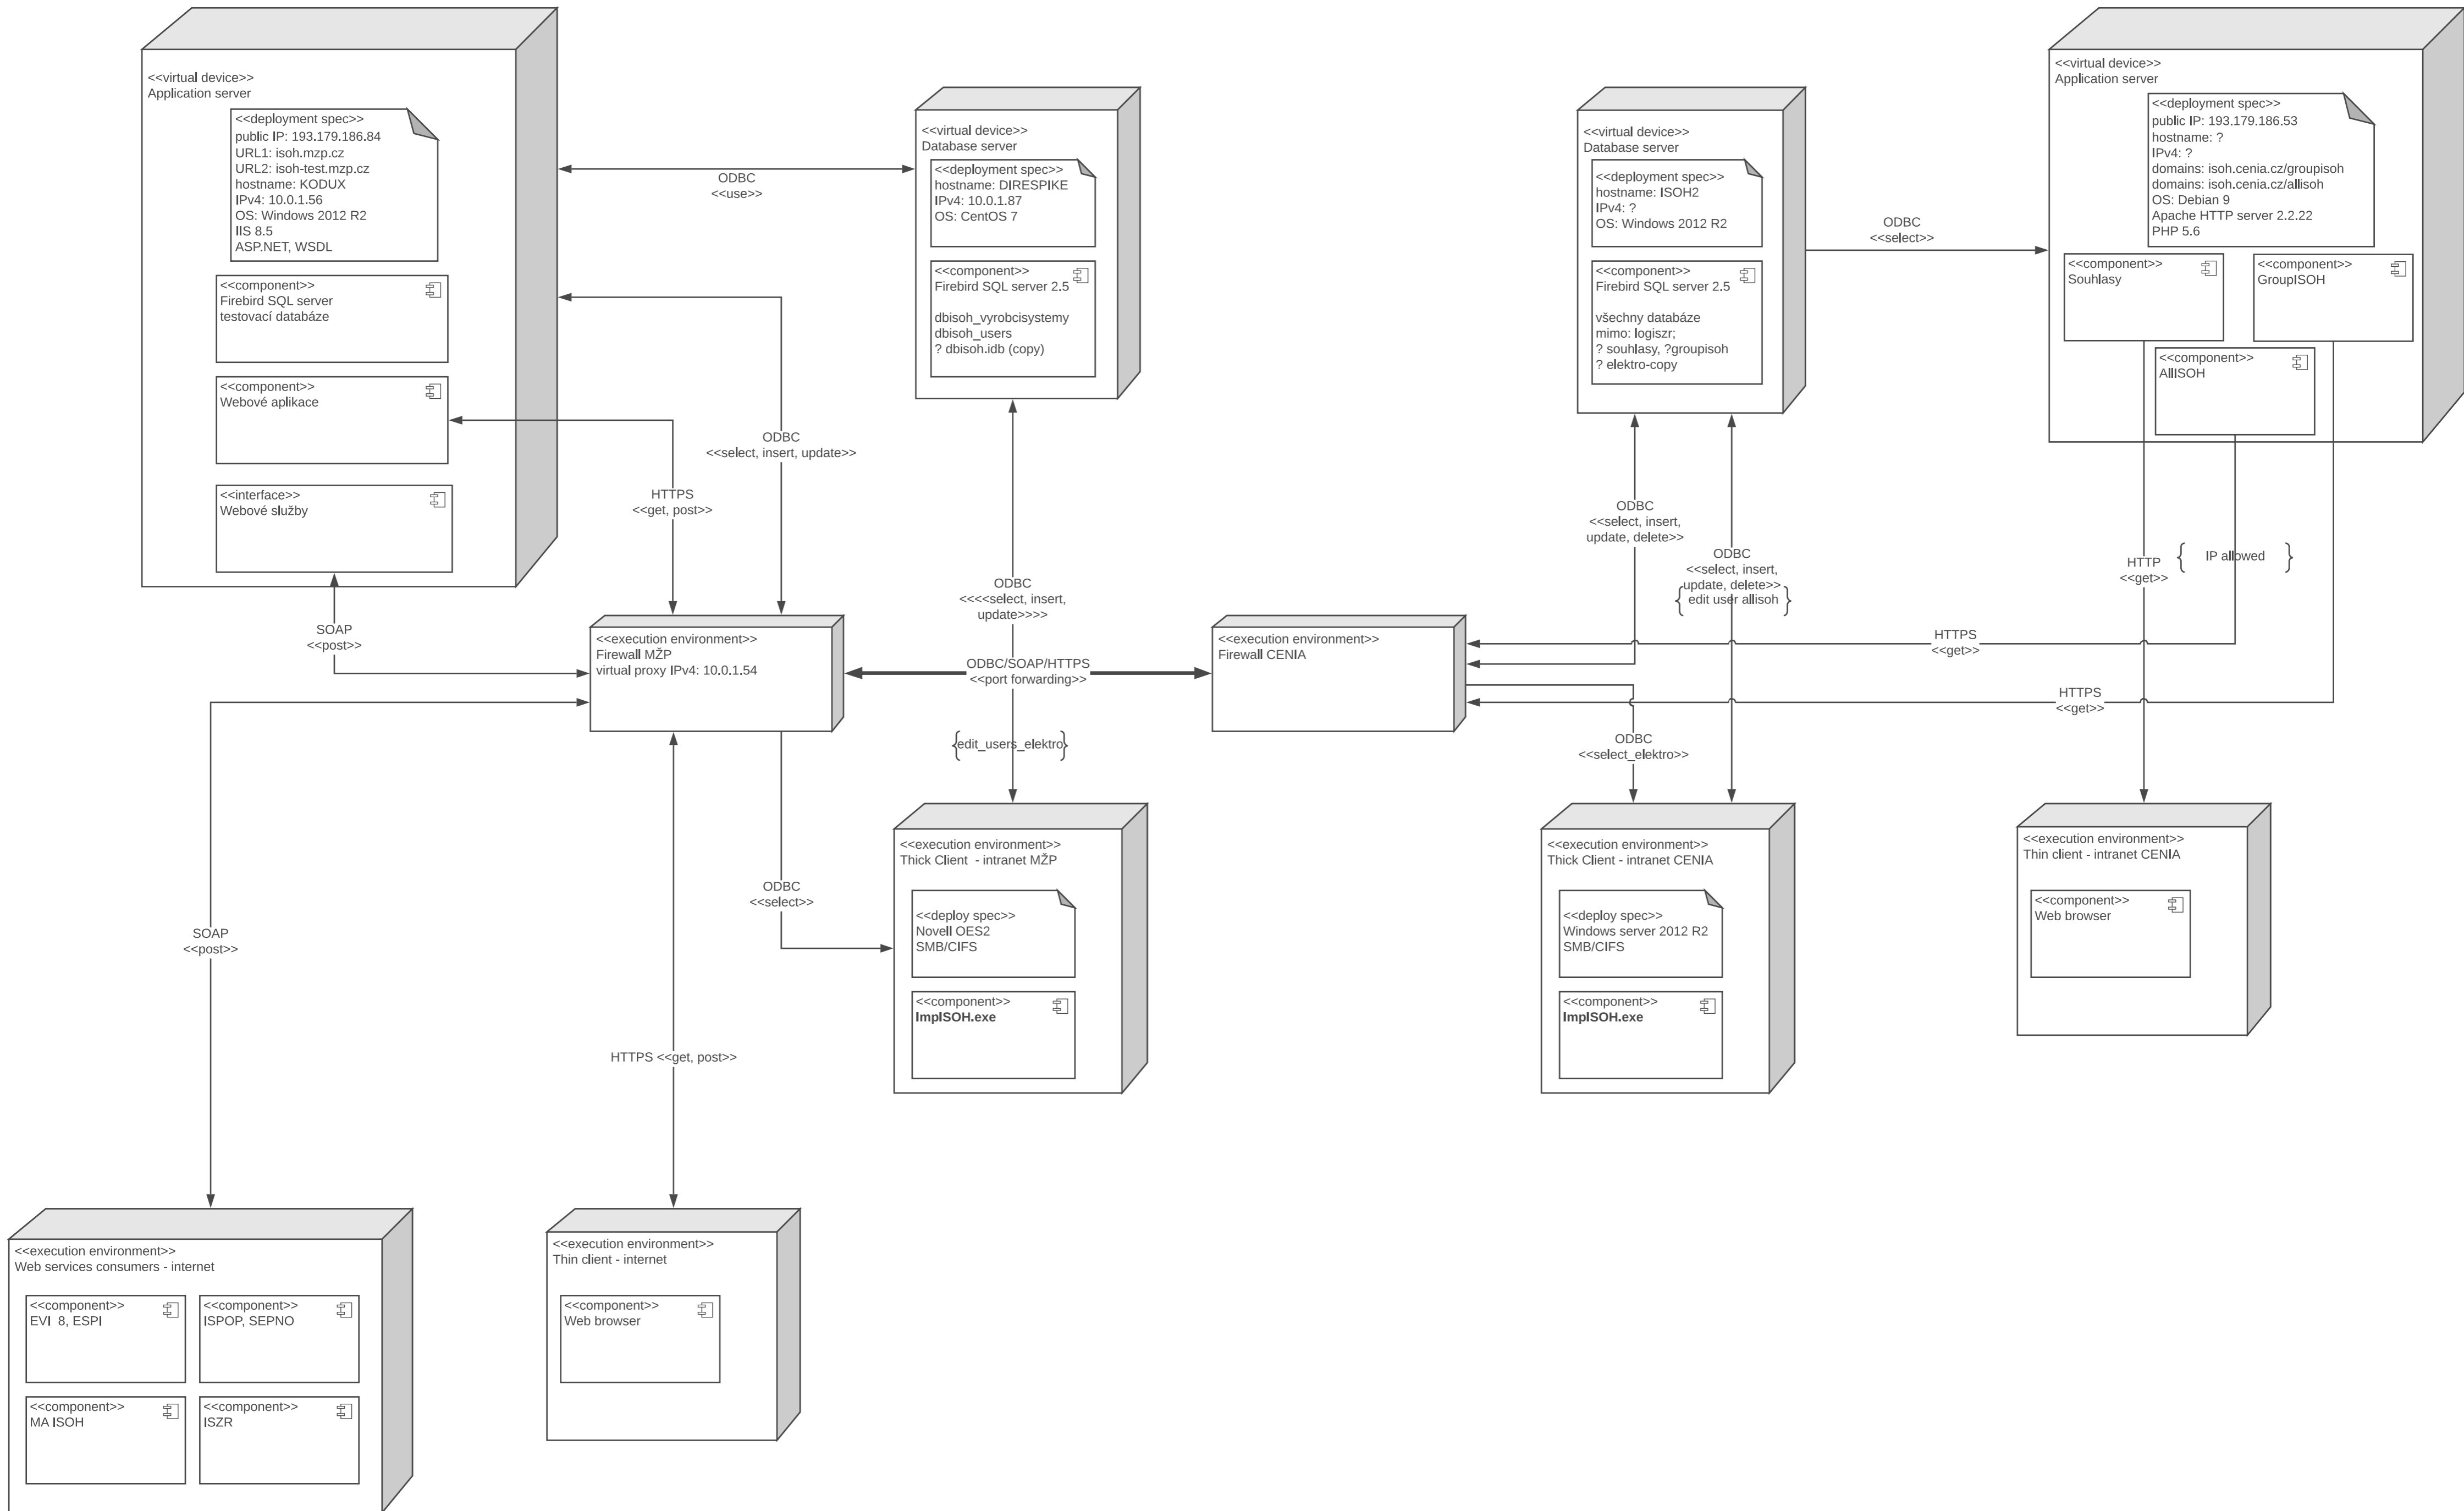 <<virtual device>>
Application server
<<deployment spec>>
public IP: 193.179.186.84
URL1: isoh.mzp.cz
URL2: isoh-test.mzp.cz
hostname: KODUX
IPv4: 10.0.1.56
OS: Windows 2012 R2
IIS 8.5
ASP.NET, WSDL
<<component>>
Firebird SQL server
testovací databáze
<<component>>
Webové aplikace
<<interface>>
Webové služby
ODBC
<<use>>
<<virtual device>>
Database server
<<deployment spec>>
hostname: DIRESPIKE
IPv4: 10.0.1.87
OS: CentOS 7
<<component>>
Firebird SQL server 2.5
dbisoh_vyrobcisystemy
dbisoh_users
? dbisoh.idb (copy)
<<virtual device>>
Database server
<<deployment spec>>
hostname: ISOH2
IPv4: ?
OS: Windows 2012 R2
<<component>>
Firebird SQL server 2.5
všechny databáze
mimo: logiszr;
? souhlasy, ?groupisoh
? elektro-copy
ODBC
<<select>>
<<virtual device>>
Application server
<<deployment spec>>
public IP: 193.179.186.53
hostname: ?
IPv4: ?
domains: isoh.cenia.cz/groupisoh
domains: isoh.cenia.cz/allisoh
OS: Debian 9
Apache HTTP server 2.2.22
PHP 5.6
<<component>>
Souhlasy
<<component>>
GroupISOH
<<component>>
AllISOH
ODBC
<<select, insert, update>>
HTTPS
<<get, post>>
SOAP
<<post>>
ODBC
<<<<select, insert,
update>>>>
ODBC
<<select, insert,
update, delete>>
ODBC
<<select, insert,
update, delete>>
edit user allisoh
HTTP
<<get>>
IP allowed
<<execution environment>>
Firewall MŽP
virtual proxy IPv4: 10.0.1.54
ODBC/SOAP/HTTPS
<<port forwarding>>
<<execution environment>>
Firewall CENIA
HTTPS
<<get>>
HTTPS
<<get>>
edit_users_elektro
ODBC
<<select_elektro>>
ODBC
<<select>>
SOAP
<<post>>
HTTPS <<get, post>>
<<execution environment>>
Thick Client  - intranet MŽP
<<deploy spec>>
Novell OES2
SMB/CIFS
<<component>>
ImpISOH.exe
<<execution environment>>
Thick Client - intranet CENIA
<<deploy spec>>
Windows server 2012 R2
SMB/CIFS
<<component>>
ImpISOH.exe
<<execution environment>>
Thin client - intranet CENIA
<<component>>
Web browser
<<execution environment>>
Web services consumers - internet
<<component>>
EVI  8, ESPI
<<component>>
ISPOP, SEPNO
<<component>>
MA ISOH
<<component>>
ISZR
<<execution environment>>
Thin client - internet
<<component>>
Web browser